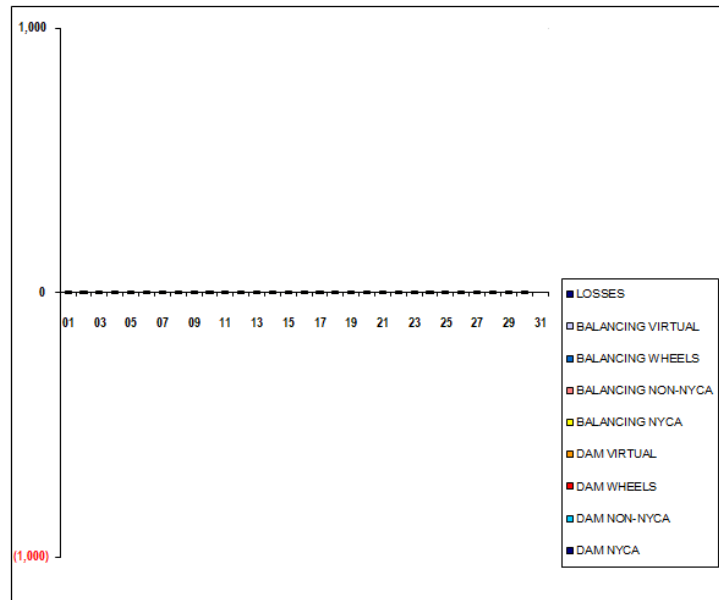 1,000
0
01 03 05 07 09 11 13 15 17 19 21 23 25 27 29 31
(1,000)
LOSSES
BALANCING VIRTUAL
BALANCING WHEELS
BALANCING NON-NYCA
BALANCING NYCA
DAM VIRTUAL
DAM WHEELS
DAM NON-NYCA
DAM NYCA